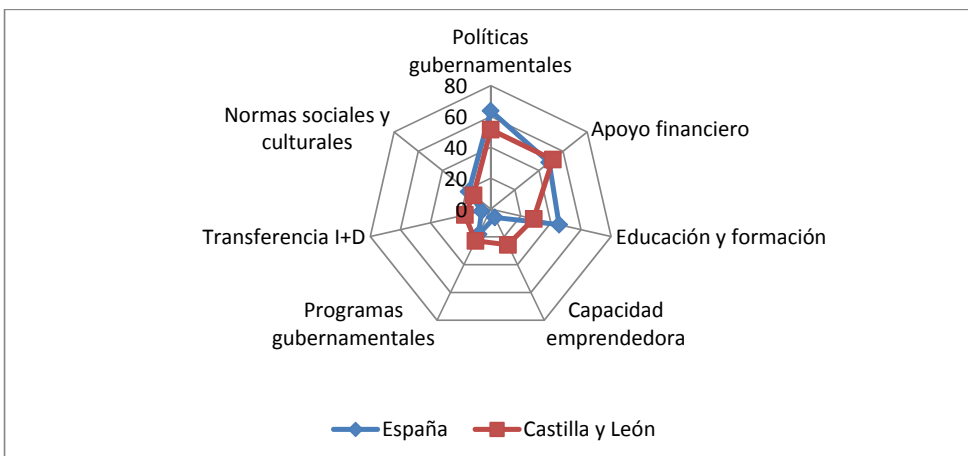 Políticas
gubernamentales
80
60
40
20
0
Apoyo financiero
Educación y formación
Capacidad
emprendedora
Programas
gubernamentales
Transferencia I+D
Normas sociales y
culturales
España
Castilla y León